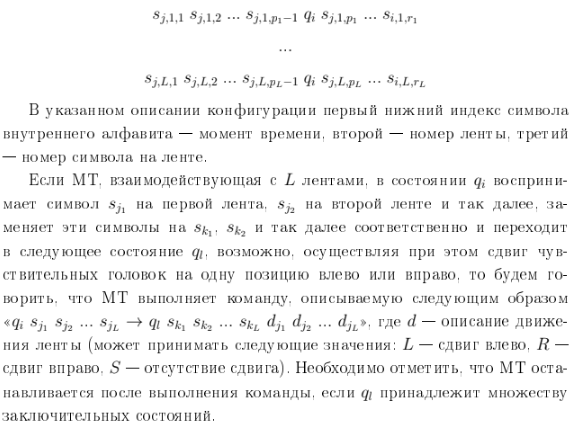 s_{j,1,1} s_{j,1,2} ... s_{j,1,p_1−1} q_i s_{j,1,p_1} ... s_{i,1,r_1}
...
s_{j,L,1} s_{j,L,2} ... s_{j,L,p_L−1} q_i s_{j,L,p_L} ... s_{i,L,r_L}
В указанном описании конфигурации первый нижний индекс символа
внутреннего алфавита — момент времени, второй — номер ленты, третий
— номер символа на ленте.
Если МТ, взаимодействующая с L лентами, в состоянии q_i восприни-
мает символ s_{j_1} на первой лента, s_{j_2} на второй ленте и так далее, за-
меняет эти символы на s_{k_1}, s_{k_2} и так далее соответственно и переходит
в следующее состояние q_l, возможно, осуществляя при этом сдвиг чув-
ствительных головок на одну позицию влево или вправо, то будем го-
ворить, что МТ выполняет команду, описываемую следующим образом
«q_i s_{j_1} s_{j_2} ... s_{j_L} → q_l s_{k_1} s_{k_2} ... s_{k_L} d_{j_1} d_{j_2} ... d_{j_L}», где d — описание движе-
ния ленты (может принимать следующие значения: L — сдвиг влево, R —
сдвиг вправо, S — отсутствие сдвига). Необходимо отметить, что МТ оста-
навливается после выполнения команды, если q_l принадлежит множеству
заключительных состояний.